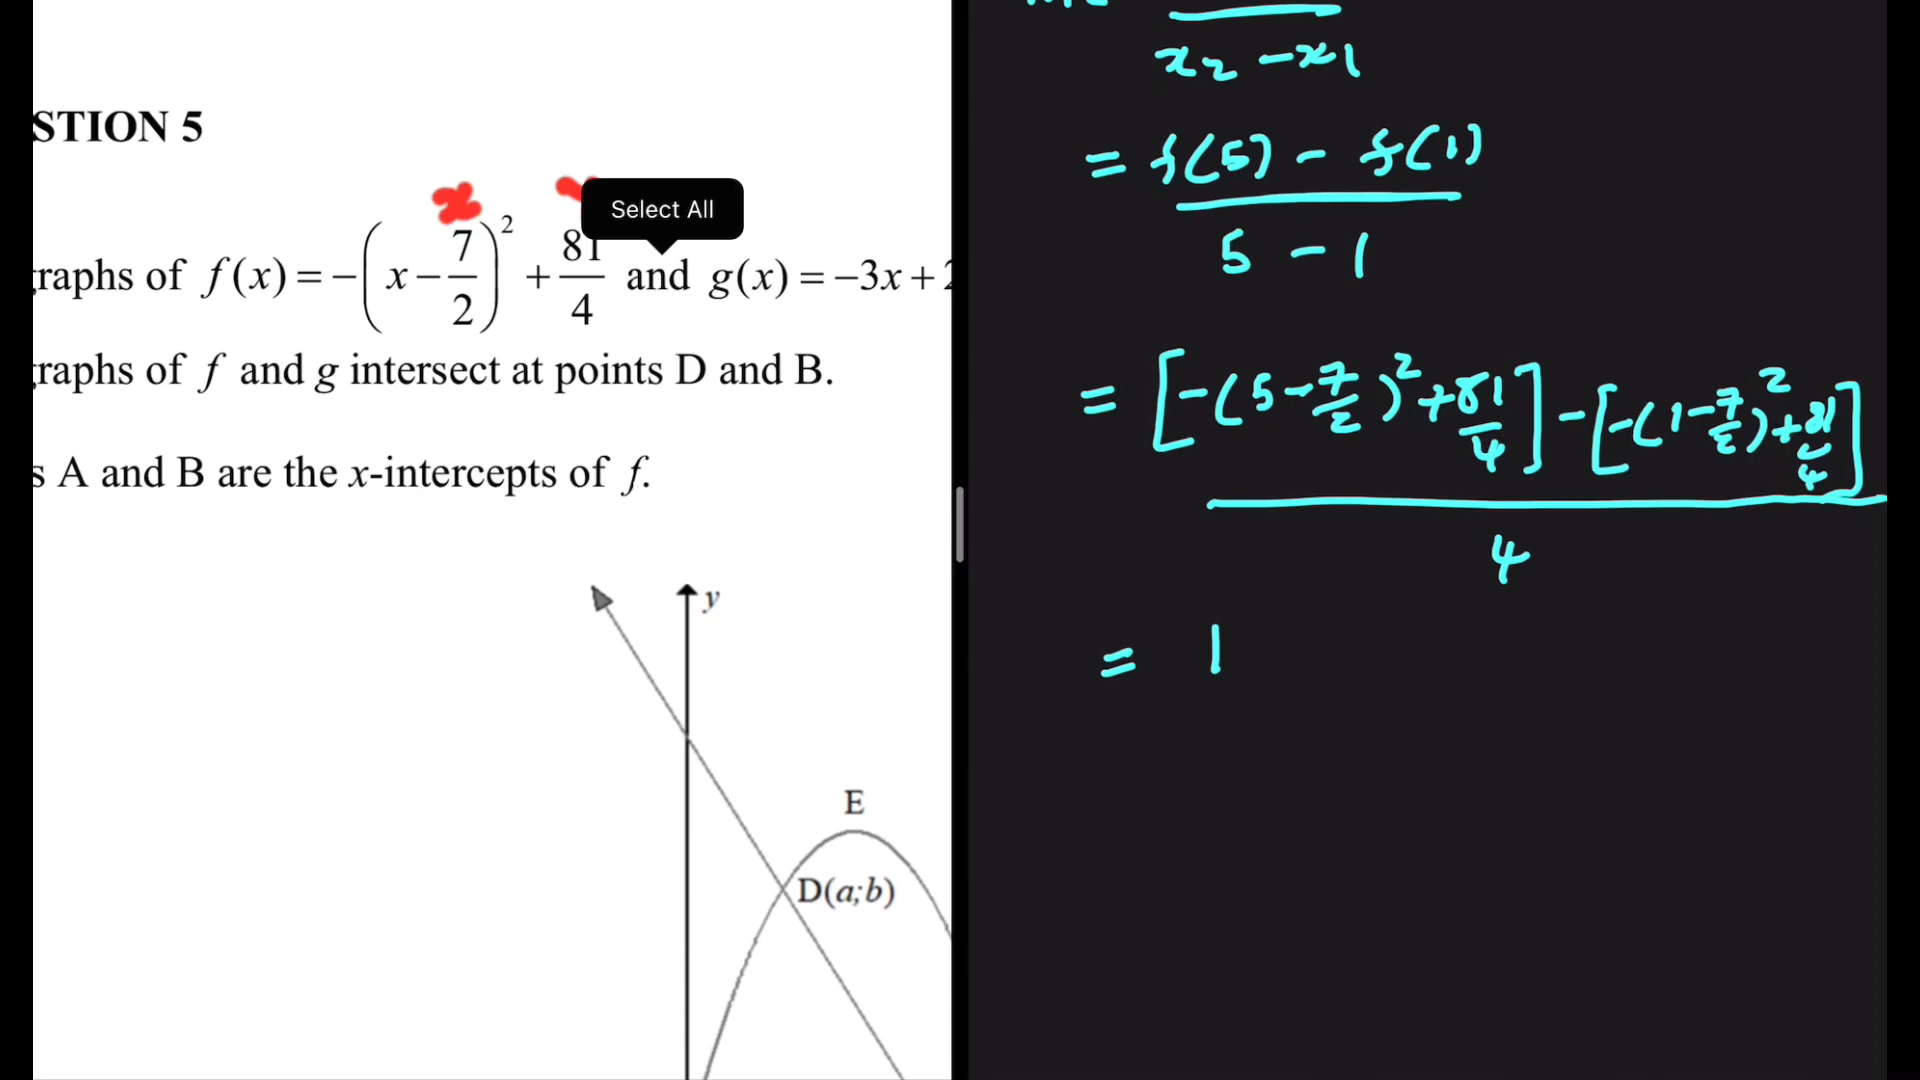 STION 5
Select All
raphs of f(x) = −(x − 7/2)² + 81/4 and g(x) = −3x +
raphs of f and g intersect at points D and B.
s A and B are the x-intercepts of f.
y
E
D(a;b)
x₂ − x₁
= f(5) − f(1)
5 − 1
= [−(5 − 7/2)² + 81/4] − [−(1 − 7/2)² + 81/4]
4
= 1